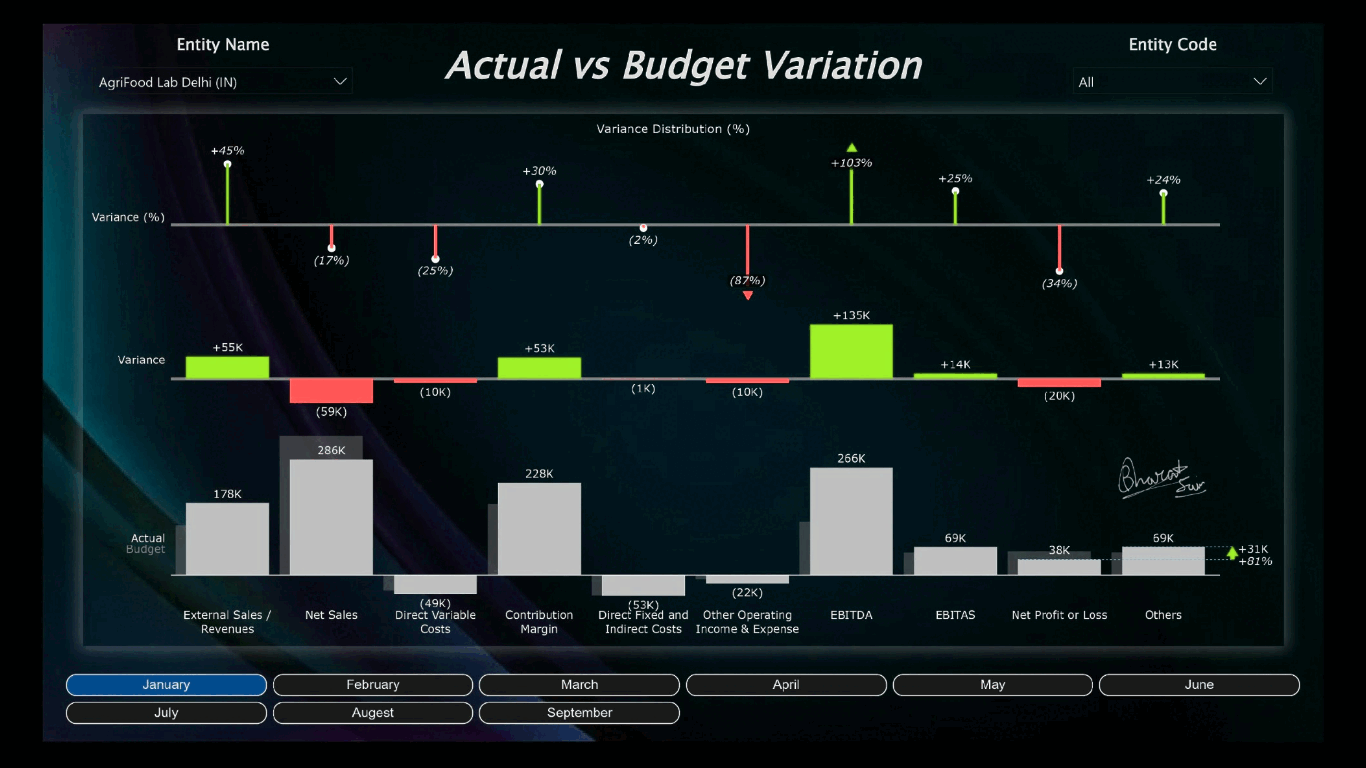 Entity Name
Actual vs Budget Variation
Entity Code
AgriFood Lab Delhi (IN)
All
Variance Distribution (%)
+45%
+30%
+103%
+25%
+24%
Variance (%)
(17%)
(25%)
(2%)
(87%)
(34%)
+55K
+53K
+135K
+14K
+13K
Variance
(59K)
(10K)
(1K)
(10K)
(20K)
178K
286K
228K
266K
69K
38K
69K
Bharat
Actual
Budget
+31K
+81%
(49K)
(53K)
(22K)
External Sales /
Revenues
Net Sales
Direct Variable
Costs
Contribution
Margin
Direct Fixed and
Indirect Costs
Other Operating
Income & Expense
EBITDA
EBITAS
Net Profit or Loss
Others
January
February
March
April
May
June
July
Augest
September